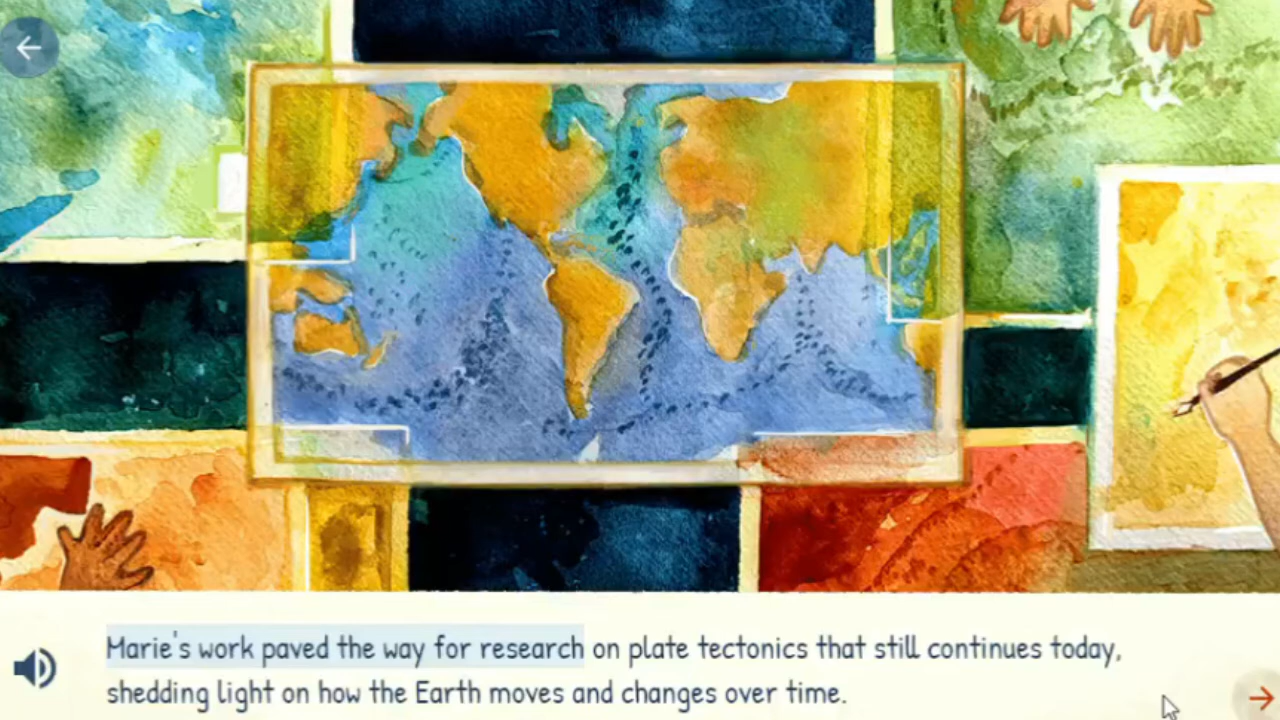 Marie's work paved the way for research on plate tectonics that still continues today,
shedding light on how the Earth moves and changes over time.